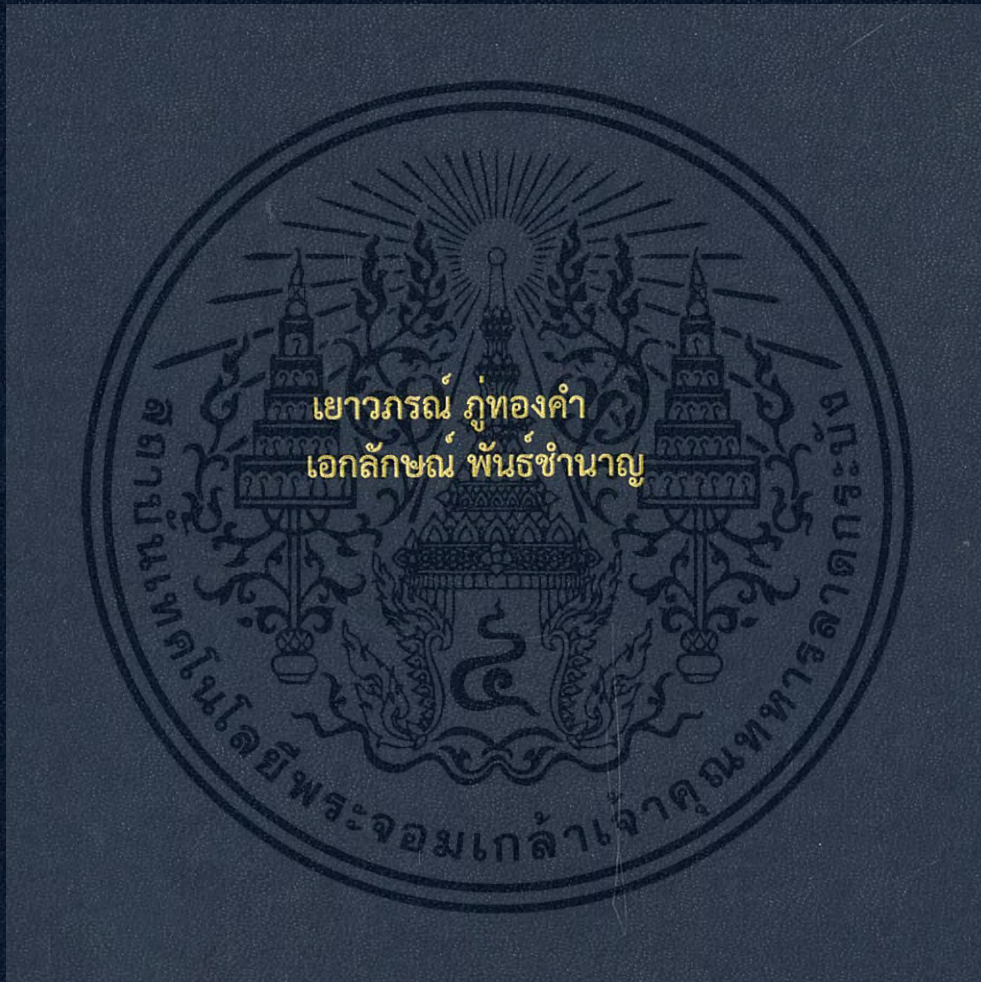 เยาวภรณ์ ภู่ทองคำ
เอกลักษณ์ พันธ์ชำนาญ
๔
สถาบันเทคโนโลยีพระจอมเกล้าเจ้าคุณทหารลาดกระบัง